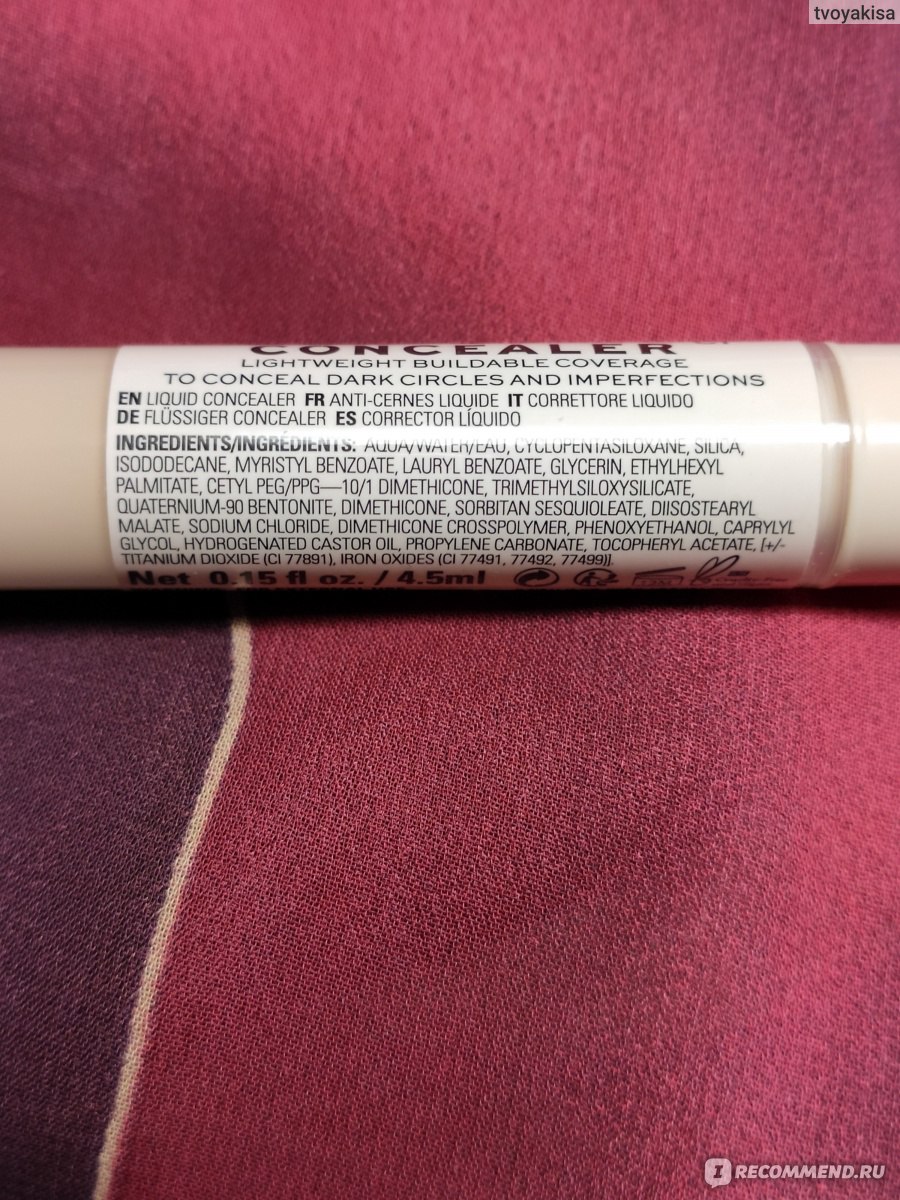 tvoyakisa
CONCEALER
LIGHTWEIGHT BUILDABLE COVERAGE
TO CONCEAL DARK CIRCLES AND IMPERFECTIONS
EN LIQUID CONCEALER FR ANTI-CERNES LIQUIDE IT CORRETTORE LIQUIDO
DE FLÜSSIGER CONCEALER ES CORRECTOR LÍQUIDO
INGREDIENTS/INGRÉDIENTS: AQUA/WATER/EAU, CYCLOPENTASILOXANE, SILICA,
ISODODECANE, MYRISTYL BENZOATE, LAURYL BENZOATE, GLYCERIN, ETHYLHEXYL
PALMITATE, CETYL PEG/PPG—10/1 DIMETHICONE, TRIMETHYLSILOXYSILICATE,
QUATERNIUM-90 BENTONITE, DIMETHICONE, SORBITAN SESQUIOLEATE, DIISOSTEARYL
MALATE, SODIUM CHLORIDE, DIMETHICONE CROSSPOLYMER, PHENOXYETHANOL, CAPRYLYL
GLYCOL, HYDROGENATED CASTOR OIL, PROPYLENE CARBONATE, TOCOPHERYL ACETATE, [+/-
TITANIUM DIOXIDE (CI 77891), IRON OXIDES (CI 77491, 77492, 77499)].
Net 0.15 fl oz. / 4.5ml 12M
IRECOMMEND.RU